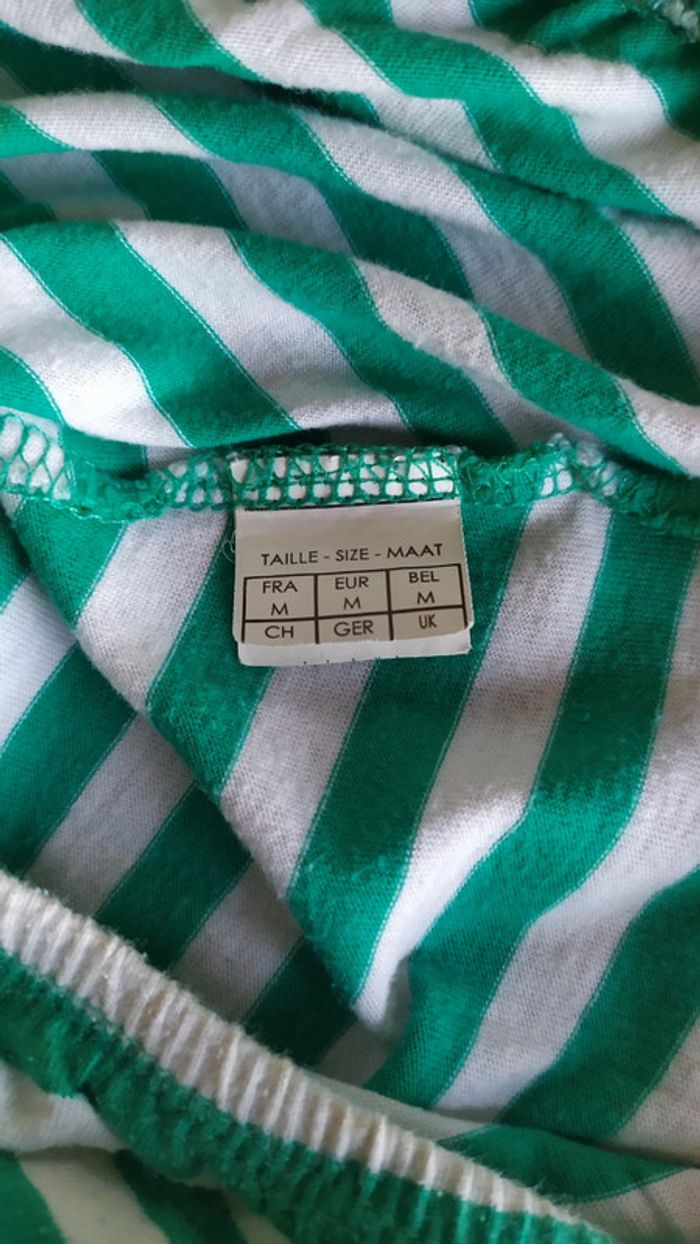 TAILLE - SIZE - MAAT
FRA EUR BEL
M M M
CH GER UK